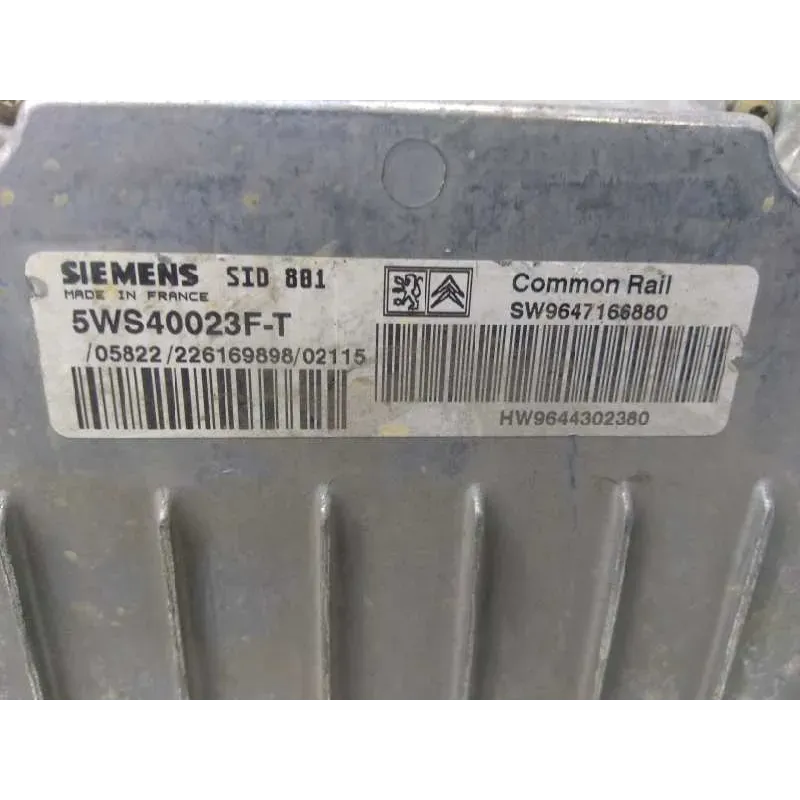 SIEMENS SID 801
MADE IN FRANCE
5WS40023F-T
/05822/226169898/02115
Common Rail
SW9647166880
HW9644302380